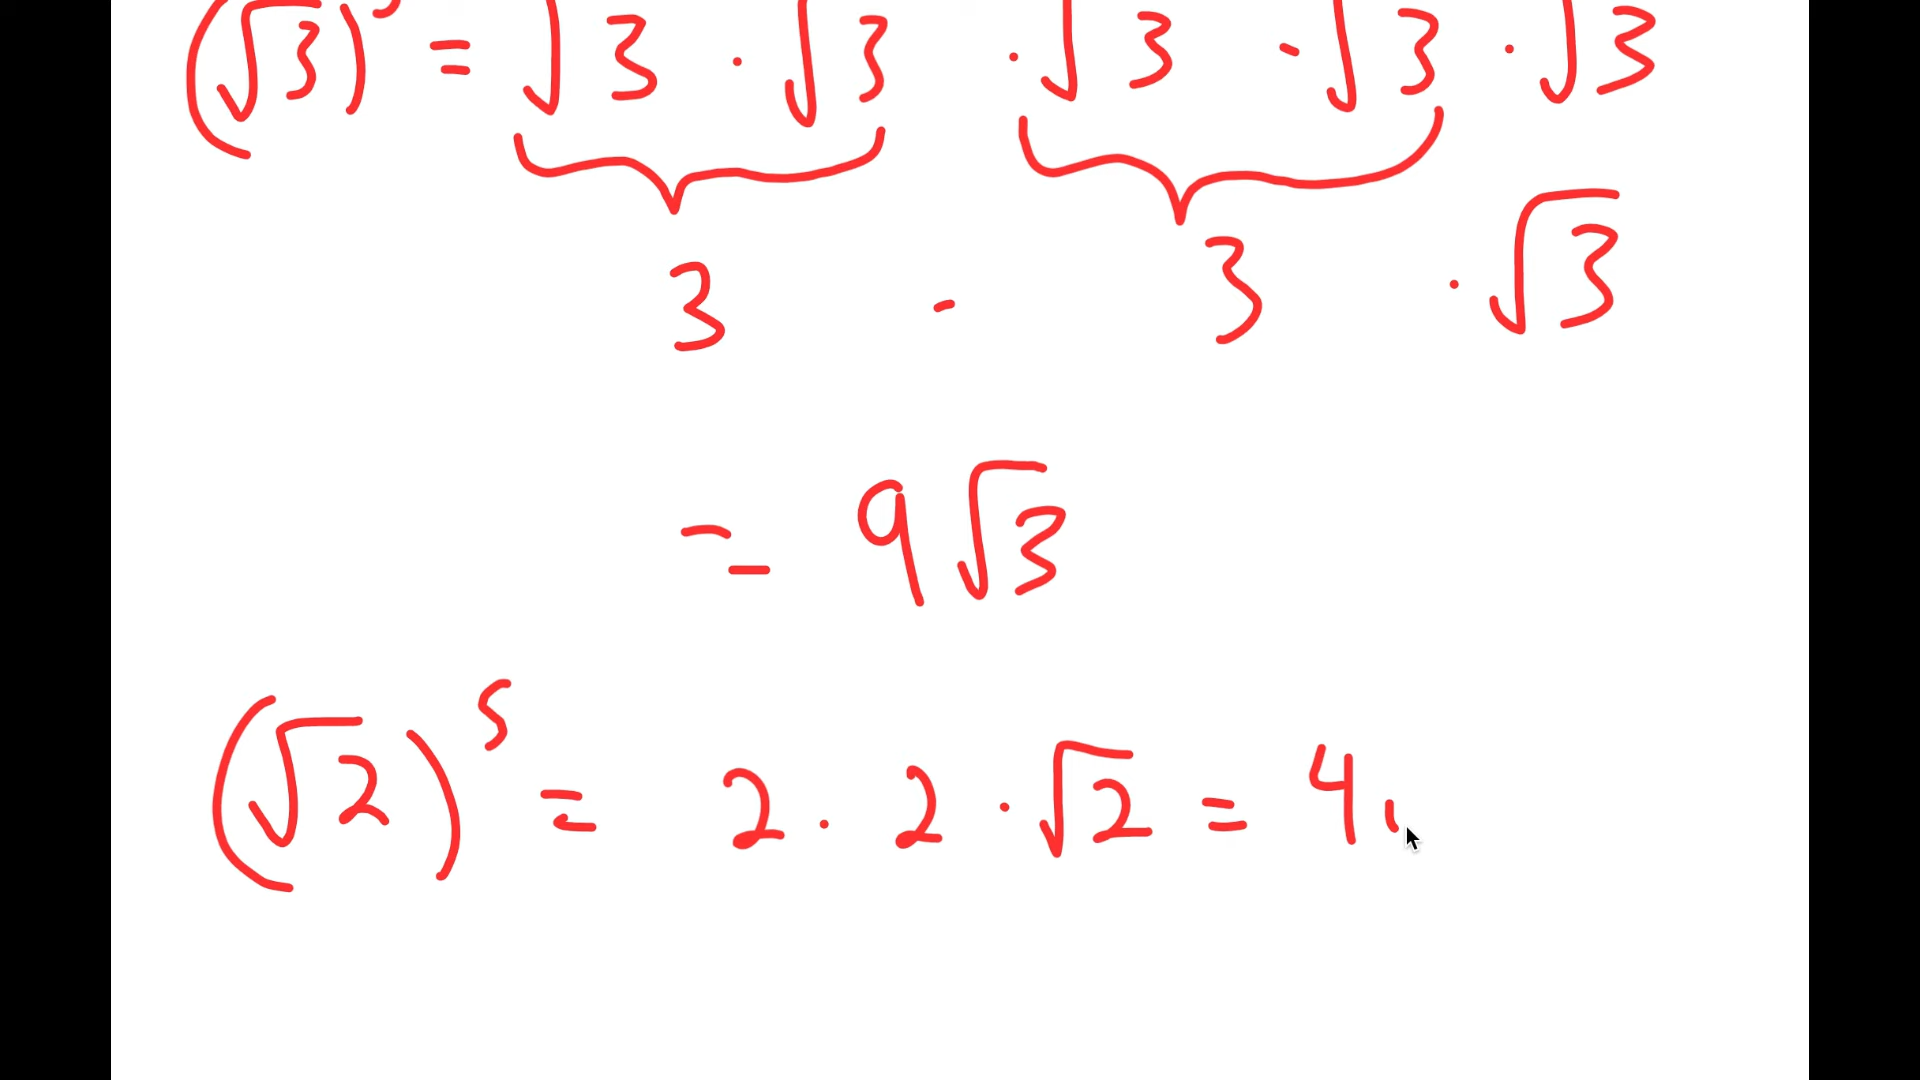 (√3)⁵ = √3 · √3 · √3 · √3 · √3
3 · 3 · √3
= 9√3
(√2)⁵ = 2 · 2 · √2 = 4